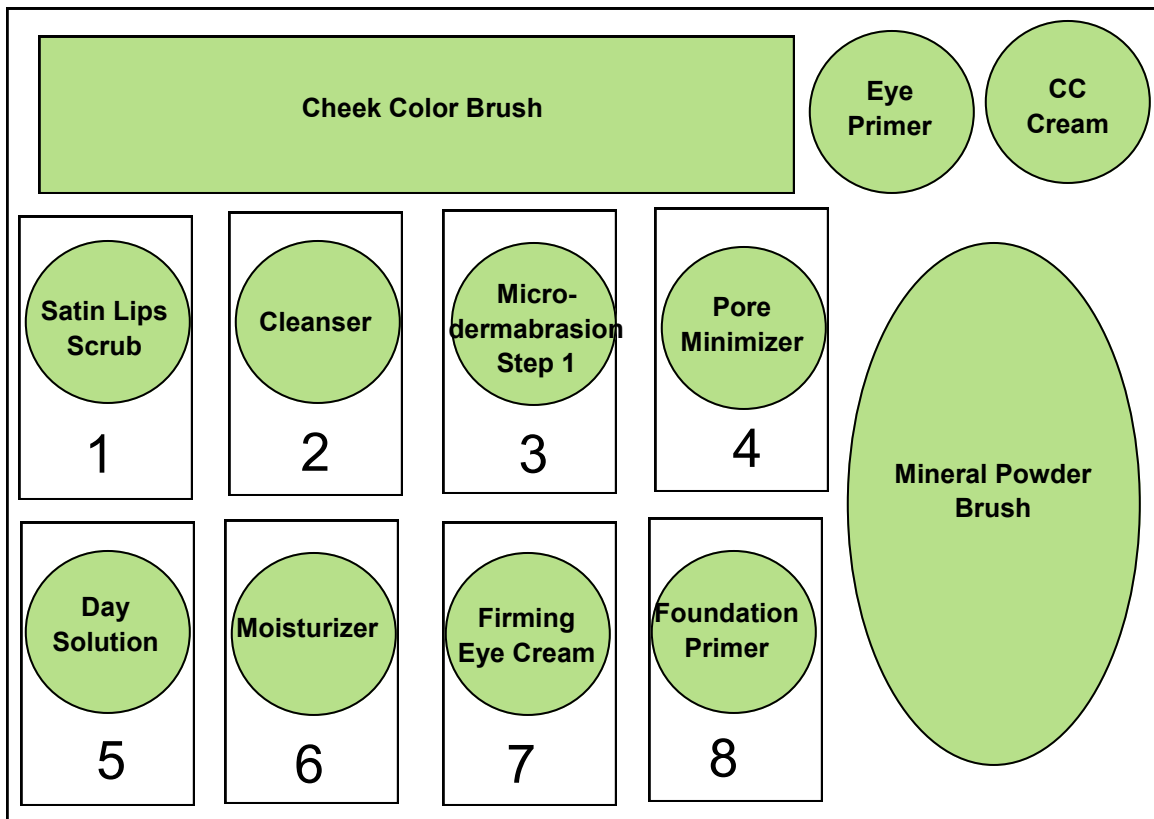 Cheek Color Brush
Eye
Primer
CC
Cream
Satin Lips
Scrub
1
Cleanser
2
Micro-
dermabrasion
Step 1
3
Pore
Minimizer
4
Mineral Powder
Brush
Day
Solution
5
Moisturizer
6
Firming
Eye Cream
7
Foundation
Primer
8